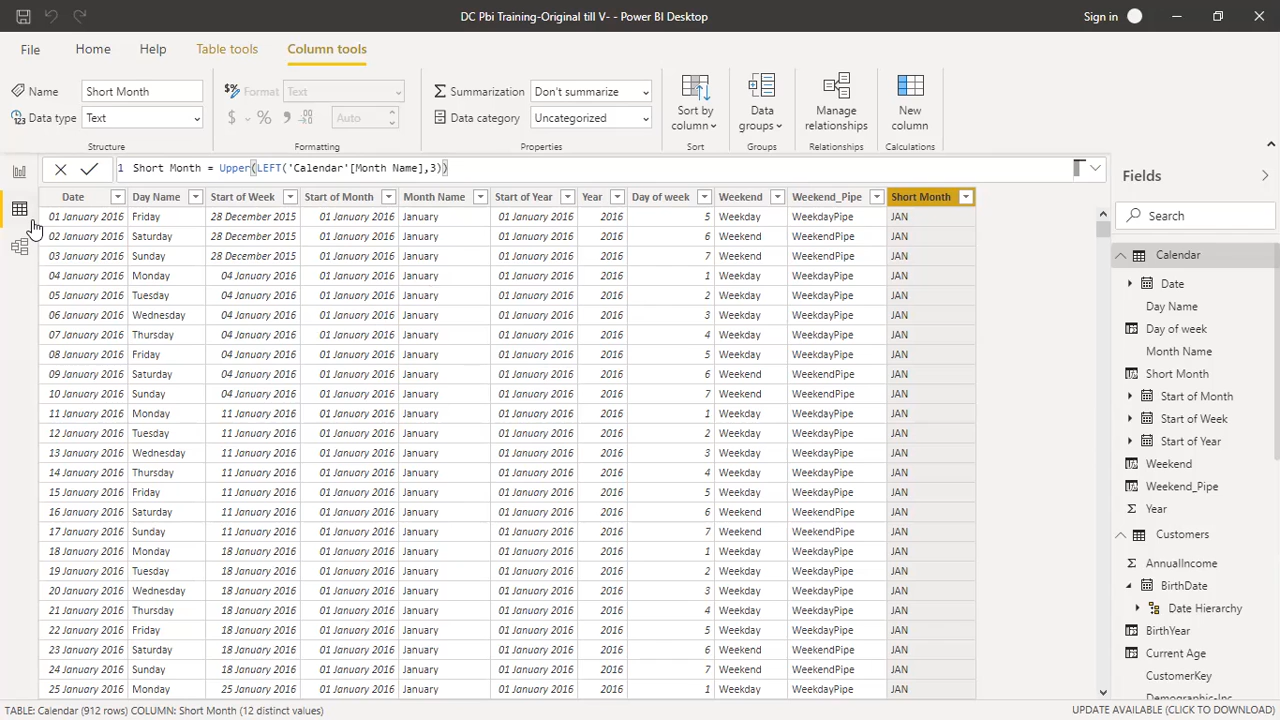 DC Pbi Training-Original till V- - Power BI Desktop
Sign in
File
Home
Help
Table tools
Column tools
Name
Short Month
Data type
Text
Structure
Format
Text
$
%
Auto
Formatting
Summarization
Don't summarize
Data category
Uncategorized
Properties
Sort by column
Sort
Data groups
Groups
Manage relationships
Relationships
New column
Calculations
1 Short Month = Upper(LEFT('Calendar'[Month Name],3))
Date Day Name Start of Week Start of Month Month Name Start of Year Year Day of week Weekend Weekend_Pipe Short Month
01 January 2016 Friday 28 December 2015 01 January 2016 January 01 January 2016 2016 5 Weekday WeekdayPipe JAN
02 January 2016 Saturday 28 December 2015 01 January 2016 January 01 January 2016 2016 6 Weekend WeekendPipe JAN
03 January 2016 Sunday 28 December 2015 01 January 2016 January 01 January 2016 2016 7 Weekend WeekendPipe JAN
04 January 2016 Monday 04 January 2016 01 January 2016 January 01 January 2016 2016 1 Weekday WeekdayPipe JAN
05 January 2016 Tuesday 04 January 2016 01 January 2016 January 01 January 2016 2016 2 Weekday WeekdayPipe JAN
06 January 2016 Wednesday 04 January 2016 01 January 2016 January 01 January 2016 2016 3 Weekday WeekdayPipe JAN
07 January 2016 Thursday 04 January 2016 01 January 2016 January 01 January 2016 2016 4 Weekday WeekdayPipe JAN
08 January 2016 Friday 04 January 2016 01 January 2016 January 01 January 2016 2016 5 Weekday WeekdayPipe JAN
09 January 2016 Saturday 04 January 2016 01 January 2016 January 01 January 2016 2016 6 Weekend WeekendPipe JAN
10 January 2016 Sunday 04 January 2016 01 January 2016 January 01 January 2016 2016 7 Weekend WeekendPipe JAN
11 January 2016 Monday 11 January 2016 01 January 2016 January 01 January 2016 2016 1 Weekday WeekdayPipe JAN
12 January 2016 Tuesday 11 January 2016 01 January 2016 January 01 January 2016 2016 2 Weekday WeekdayPipe JAN
13 January 2016 Wednesday 11 January 2016 01 January 2016 January 01 January 2016 2016 3 Weekday WeekdayPipe JAN
14 January 2016 Thursday 11 January 2016 01 January 2016 January 01 January 2016 2016 4 Weekday WeekdayPipe JAN
15 January 2016 Friday 11 January 2016 01 January 2016 January 01 January 2016 2016 5 Weekday WeekdayPipe JAN
16 January 2016 Saturday 11 January 2016 01 January 2016 January 01 January 2016 2016 6 Weekend WeekendPipe JAN
17 January 2016 Sunday 11 January 2016 01 January 2016 January 01 January 2016 2016 7 Weekend WeekendPipe JAN
18 January 2016 Monday 18 January 2016 01 January 2016 January 01 January 2016 2016 1 Weekday WeekdayPipe JAN
19 January 2016 Tuesday 18 January 2016 01 January 2016 January 01 January 2016 2016 2 Weekday WeekdayPipe JAN
20 January 2016 Wednesday 18 January 2016 01 January 2016 January 01 January 2016 2016 3 Weekday WeekdayPipe JAN
21 January 2016 Thursday 18 January 2016 01 January 2016 January 01 January 2016 2016 4 Weekday WeekdayPipe JAN
22 January 2016 Friday 18 January 2016 01 January 2016 January 01 January 2016 2016 5 Weekday WeekdayPipe JAN
23 January 2016 Saturday 18 January 2016 01 January 2016 January 01 January 2016 2016 6 Weekend WeekendPipe JAN
24 January 2016 Sunday 18 January 2016 01 January 2016 January 01 January 2016 2016 7 Weekend WeekendPipe JAN
25 January 2016 Monday 25 January 2016 01 January 2016 January 01 January 2016 2016 1 Weekday WeekdayPipe JAN
Fields
Search
Calendar
Date
Day Name
Day of week
Month Name
Short Month
Start of Month
Start of Week
Start of Year
Weekend
Weekend_Pipe
Year
Customers
AnnualIncome
BirthDate
Date Hierarchy
BirthYear
Current Age
CustomerKey
TABLE: Calendar (912 rows) COLUMN: Short Month (12 distinct values)
UPDATE AVAILABLE (CLICK TO DOWNLOAD)